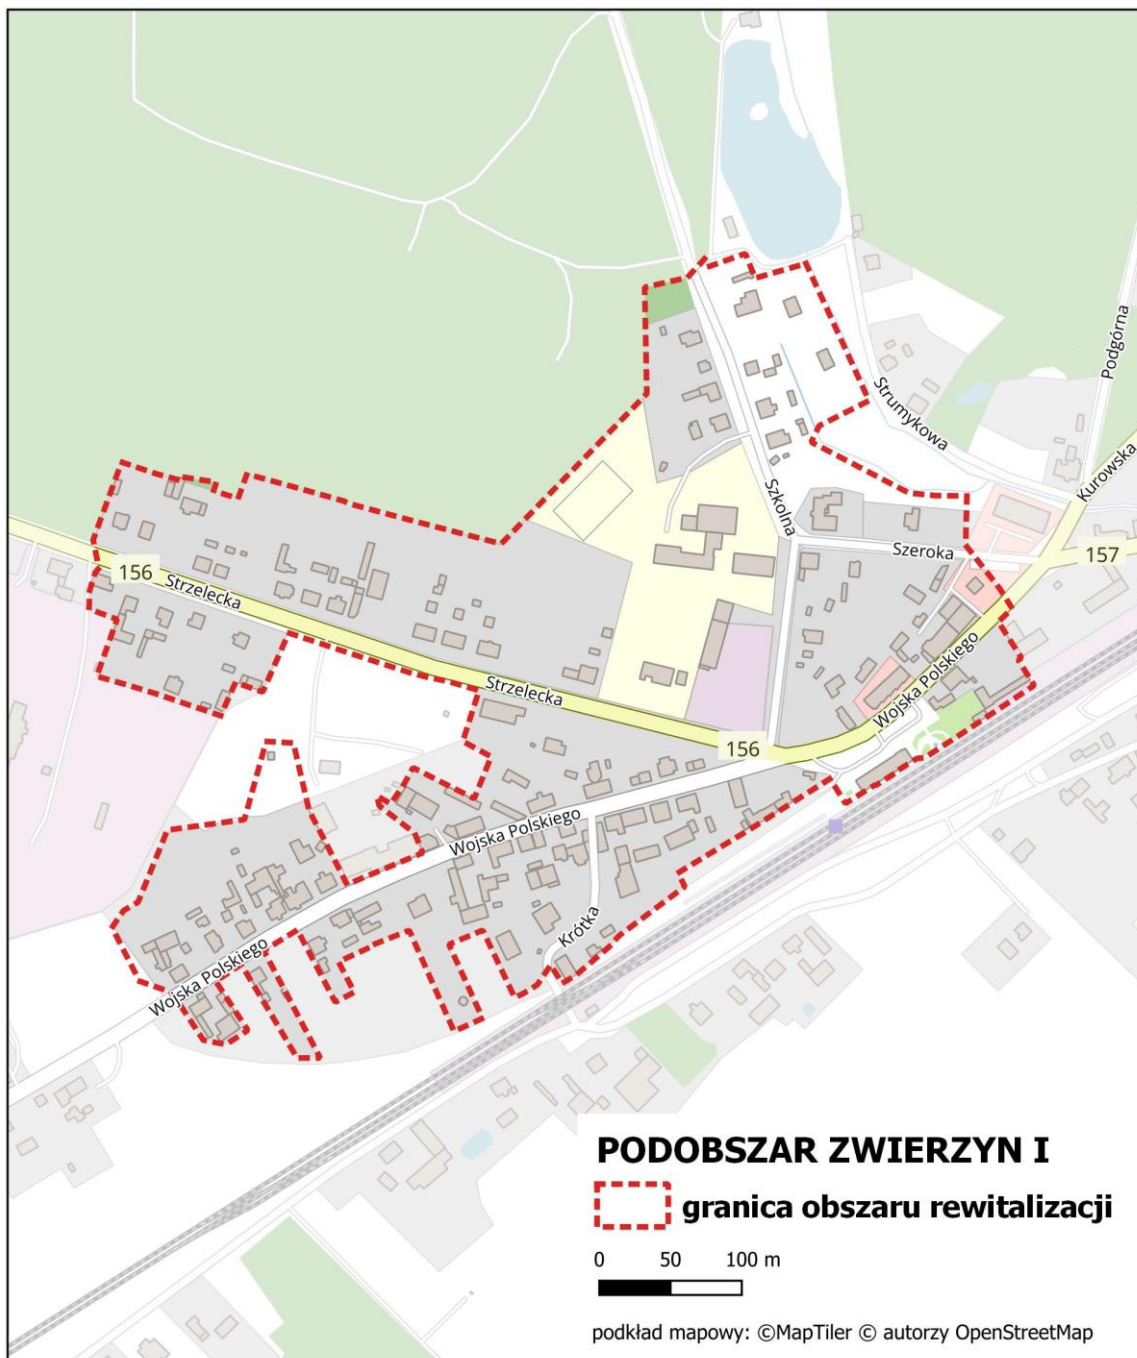 Podgórna
Strumykowa
Kurowska
Szkolna
Szeroka
157
156
Strzelecka
Strzelecka
Wojska Polskiego
156
Wojska Polskiego
Krótka
Wojska Polskiego
PODOBSZAR ZWIERZYN I
granica obszaru rewitalizacji
0 50 100 m
podkład mapowy: ©MapTiler © autorzy OpenStreetMap